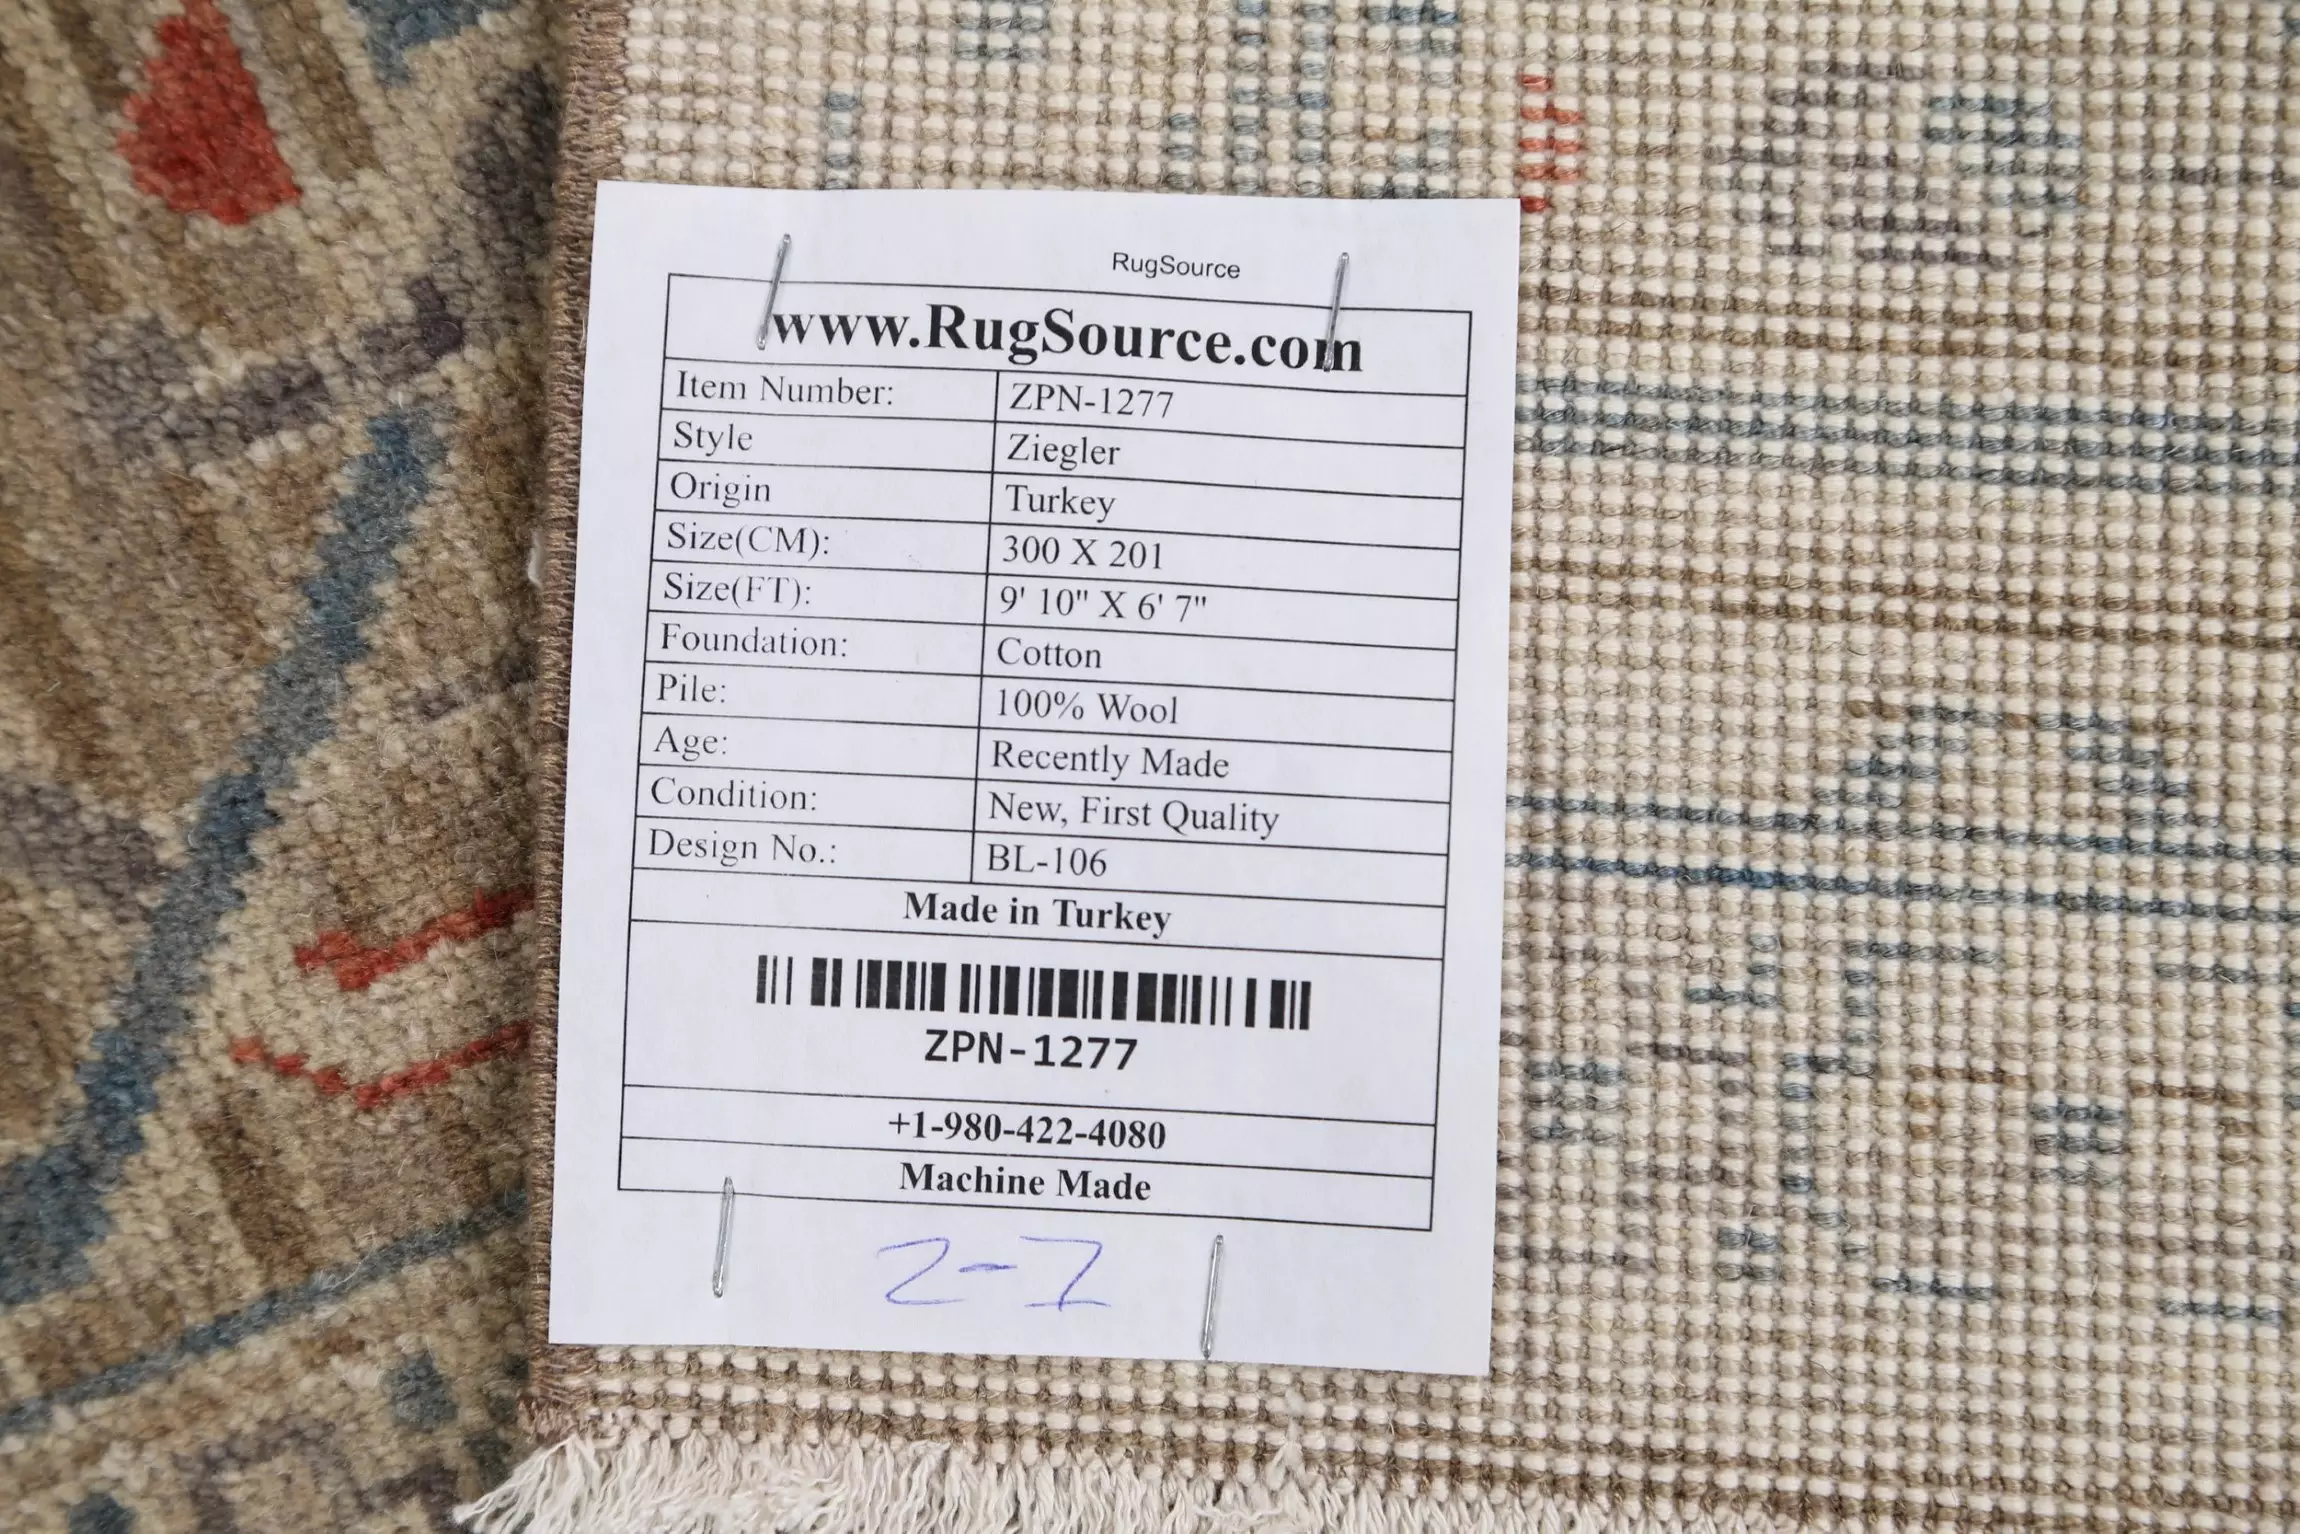 RugSource
www.RugSource.com
Item Number: ZPN-1277
Style Ziegler
Origin Turkey
Size(CM): 300 X 201
Size(FT): 9' 10" X 6' 7"
Foundation: Cotton
Pile: 100% Wool
Age: Recently Made
Condition: New, First Quality
Design No.: BL-106
Made in Turkey
ZPN-1277
+1-980-422-4080
Machine Made